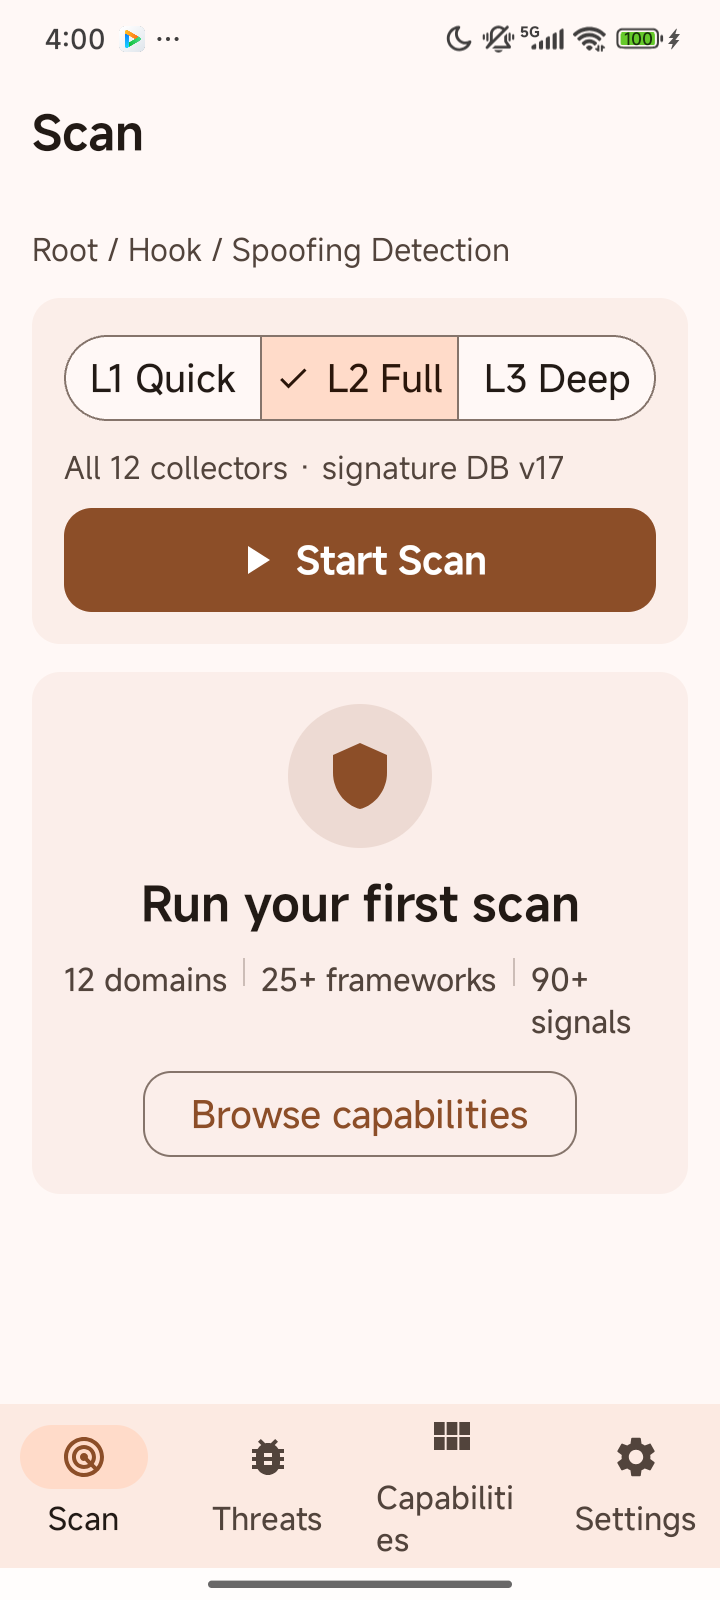 4:00 ...
5G 100
Scan
Root / Hook / Spoofing Detection
L1 Quick L2 Full L3 Deep
All 12 collectors · signature DB v17
Start Scan
Run your first scan
12 domains 25+ frameworks 90+
signals
Browse capabilities
Scan Threats Capabiliti
es Settings